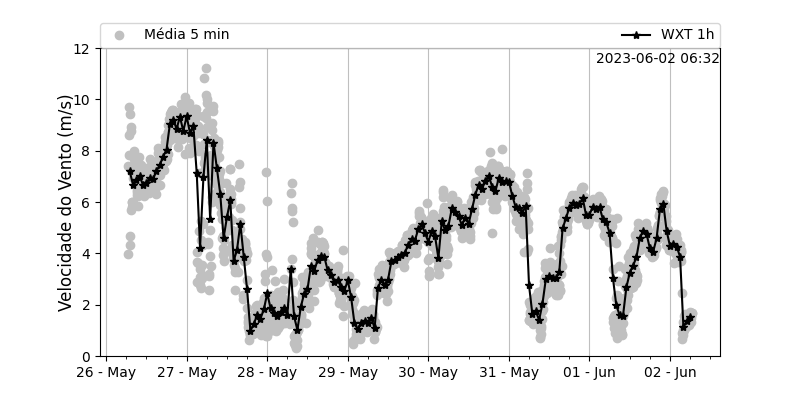 Média 5 min
WXT 1h
2023-06-02 06:32
Velocidade do Vento (m/s)
12
10
8
6
4
2
0
26 - May
27 - May
28 - May
29 - May
30 - May
31 - May
01 - Jun
02 - Jun